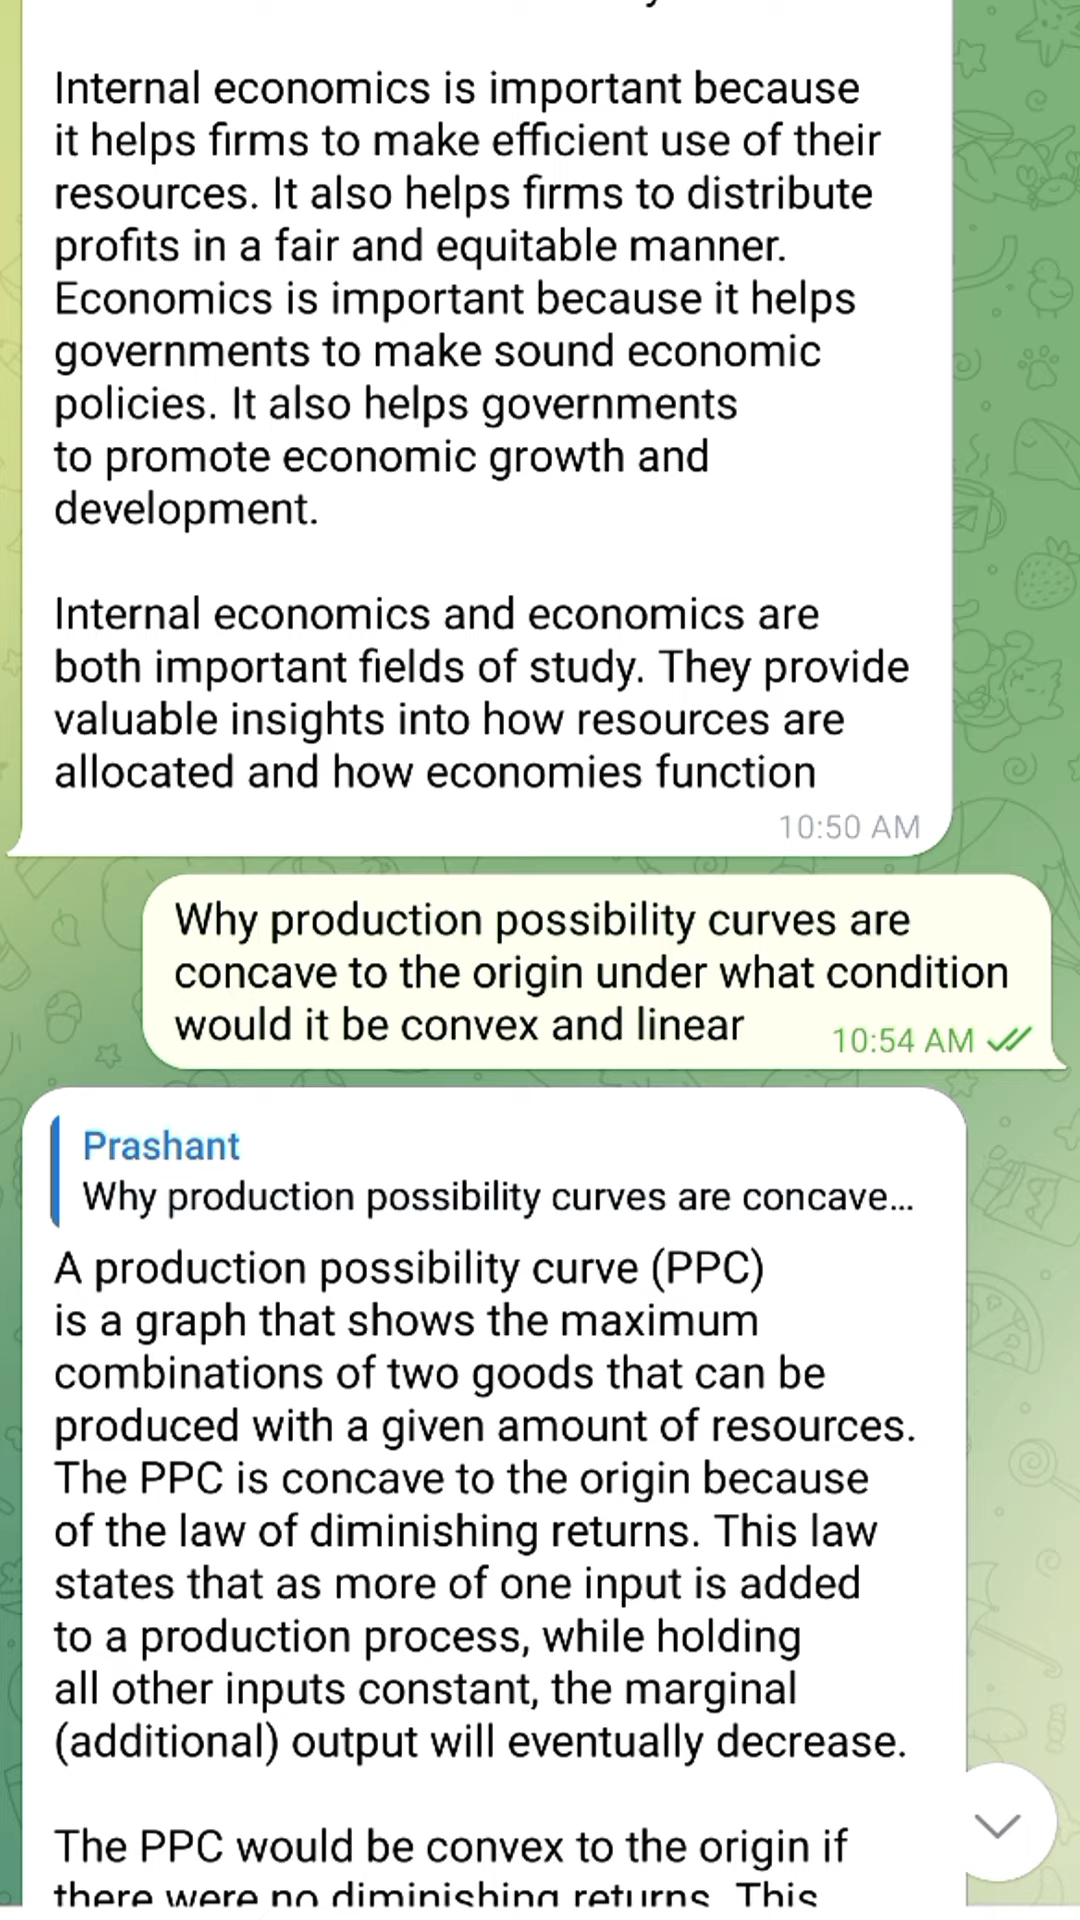 Internal economics is important because
it helps firms to make efficient use of their
resources. It also helps firms to distribute
profits in a fair and equitable manner.
Economics is important because it helps
governments to make sound economic
policies. It also helps governments
to promote economic growth and
development.
Internal economics and economics are
both important fields of study. They provide
valuable insights into how resources are
allocated and how economies function
10:50 AM
Why production possibility curves are
concave to the origin under what condition
would it be convex and linear
10:54 AM
Prashant
Why production possibility curves are concave...
A production possibility curve (PPC)
is a graph that shows the maximum
combinations of two goods that can be
produced with a given amount of resources.
The PPC is concave to the origin because
of the law of diminishing returns. This law
states that as more of one input is added
to a production process, while holding
all other inputs constant, the marginal
(additional) output will eventually decrease.
The PPC would be convex to the origin if
there were no diminishing returns. This